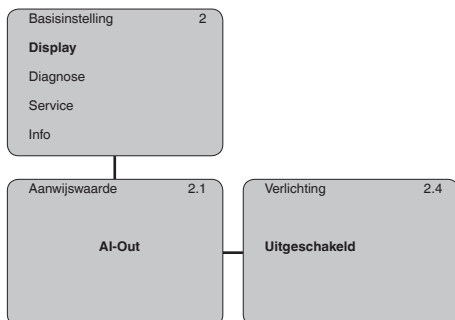 Basisinstelling 2
Display
Diagnose
Service
Info
Aanwijswaarde 2.1
AI-Out
Verlichting 2.4
Uitgeschakeld